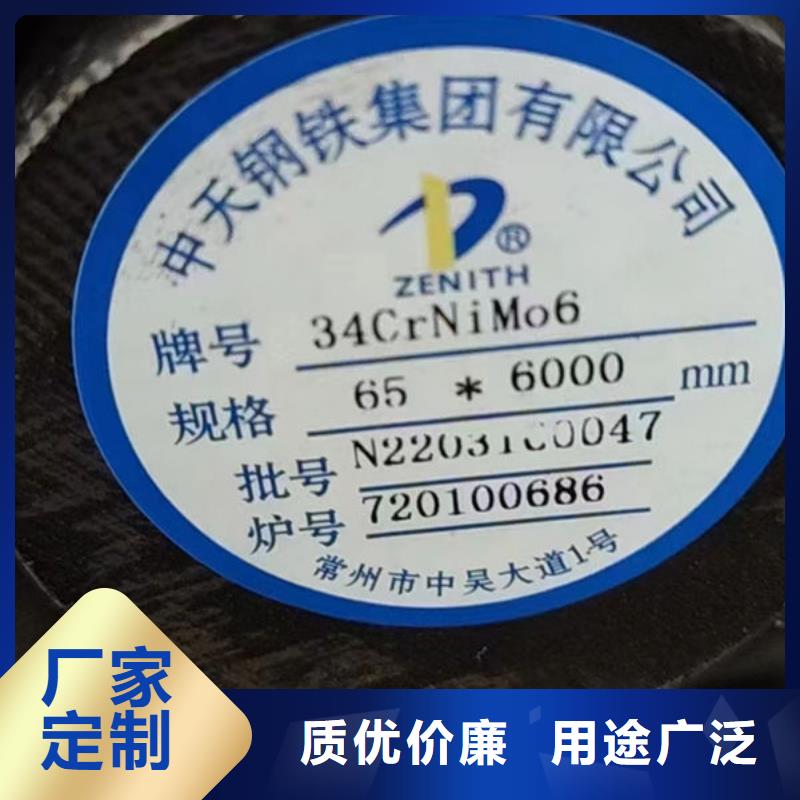 中天钢铁集团有限公司
®
ZENITH
牌号 34CrNiMo6
规格 65 * 6000 mm
批号 N22031C0047
炉号 720100686
常州市中吴大道1号
厂家
定制
质优价廉 用途广泛